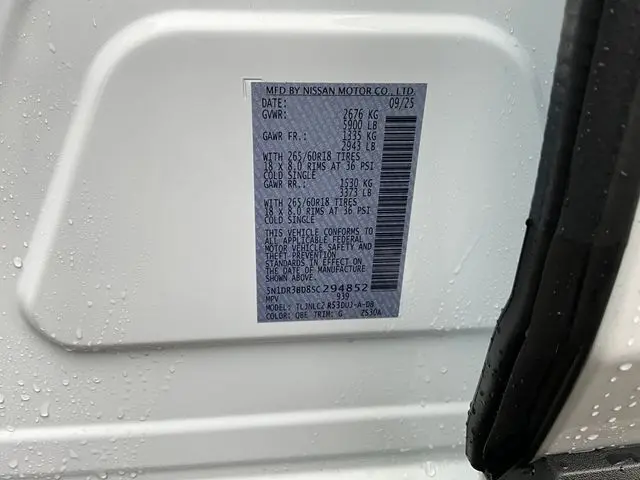 MFD BY NISSAN MOTOR CO., LTD.
DATE: 09/25
GVWR: 2676 KG
5900 LB
GAWR FR.: 1335 KG
2943 LB
WITH 265/60R18 TIRES
18 X 8.0 RIMS AT 36 PSI
COLD SINGLE
GAWR RR.: 1530 KG
3373 LB
WITH 265/60R18 TIRES
18 X 8.0 RIMS AT 36 PSI
COLD SINGLE
THIS VEHICLE CONFORMS TO
ALL APPLICABLE FEDERAL
MOTOR VEHICLE SAFETY AND
THEFT PREVENTION
STANDARDS IN EFFECT ON
THE DATE OF MANUFACTURE
SHOWN ABOVE.
5N1DR3BD8SC294852
MPV 939
MODEL: TLJNLCZ R53DUJ-A-DB
COLOR: QBE TRIM: G Z530A